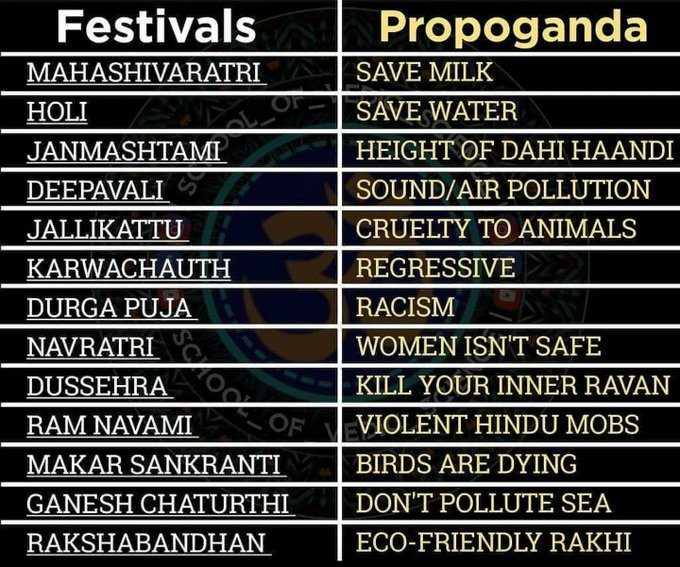 Festivals Propoganda
MAHASHIVARATRI SAVE MILK
HOLI SAVE WATER
JANMASHTAMI HEIGHT OF DAHI HAANDI
DEEPAVALI SOUND/AIR POLLUTION
JALLIKATTU CRUELTY TO ANIMALS
KARWACHAUTH REGRESSIVE
DURGA PUJA RACISM
NAVRATRI WOMEN ISN'T SAFE
DUSSEHRA KILL YOUR INNER RAVAN
RAM NAVAMI VIOLENT HINDU MOBS
MAKAR SANKRANTI BIRDS ARE DYING
GANESH CHATURTHI DON'T POLLUTE SEA
RAKSHABANDHAN ECO-FRIENDLY RAKHI
ॐ